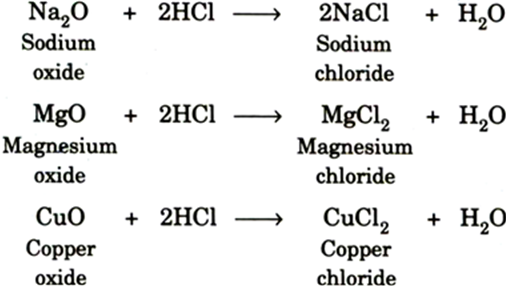 Na₂O + 2HCl ⟶ 2NaCl + H₂O
Sodium Sodium
oxide chloride
MgO + 2HCl ⟶ MgCl₂ + H₂O
Magnesium Magnesium
oxide chloride
CuO + 2HCl ⟶ CuCl₂ + H₂O
Copper Copper
oxide chloride